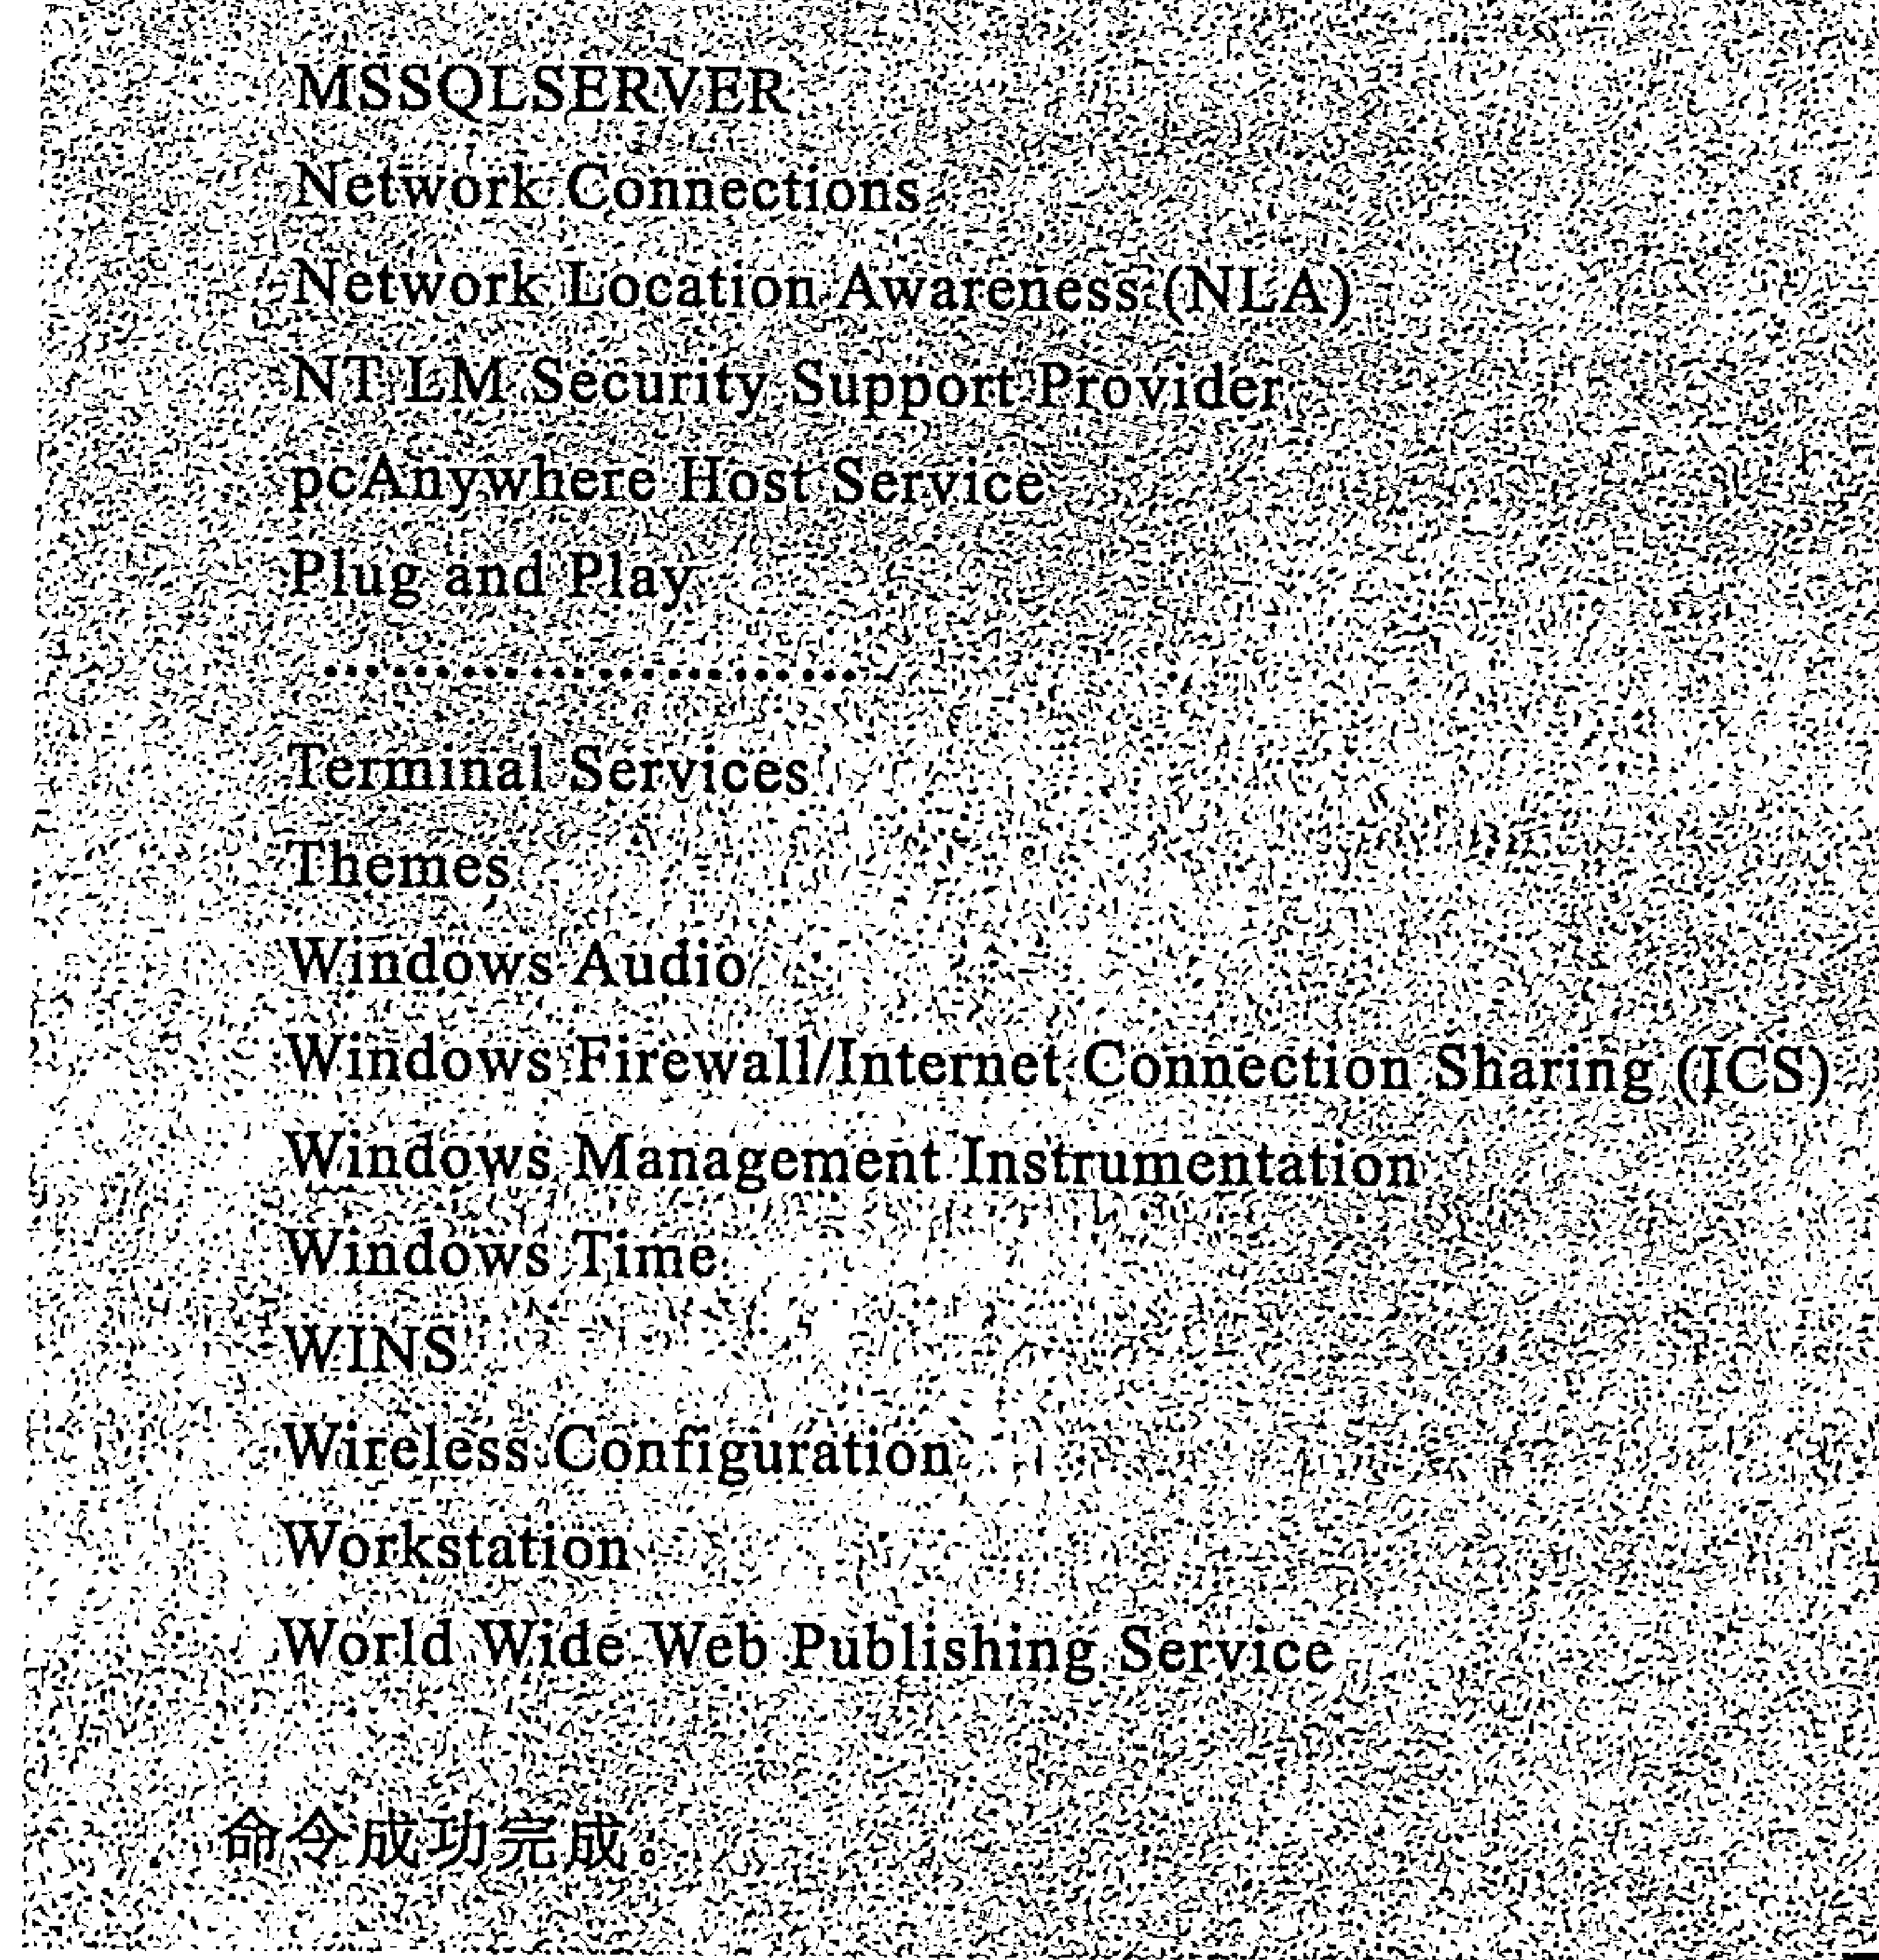 MSSQLSERVER
Network Connections
Network Location Awareness (NLA)
NT LM Security Support Provider
pcAnywhere Host Service
Plug and Play
........................
Terminal Services
Themes
Windows Audio
Windows Firewall/Internet Connection Sharing (ICS)
Windows Management Instrumentation
Windows Time
WINS
Wireless Configuration
Workstation
World Wide Web Publishing Service
命令成功完成。